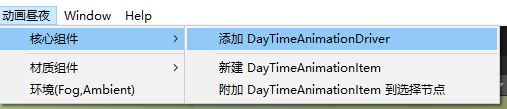 动画昼夜 Window Help
核心组件 > 添加 DayTimeAnimationDriver
材质组件 > 新建 DayTimeAnimationItem
环境(Fog,Ambient) 附加 DayTimeAnimationItem 到选择节点